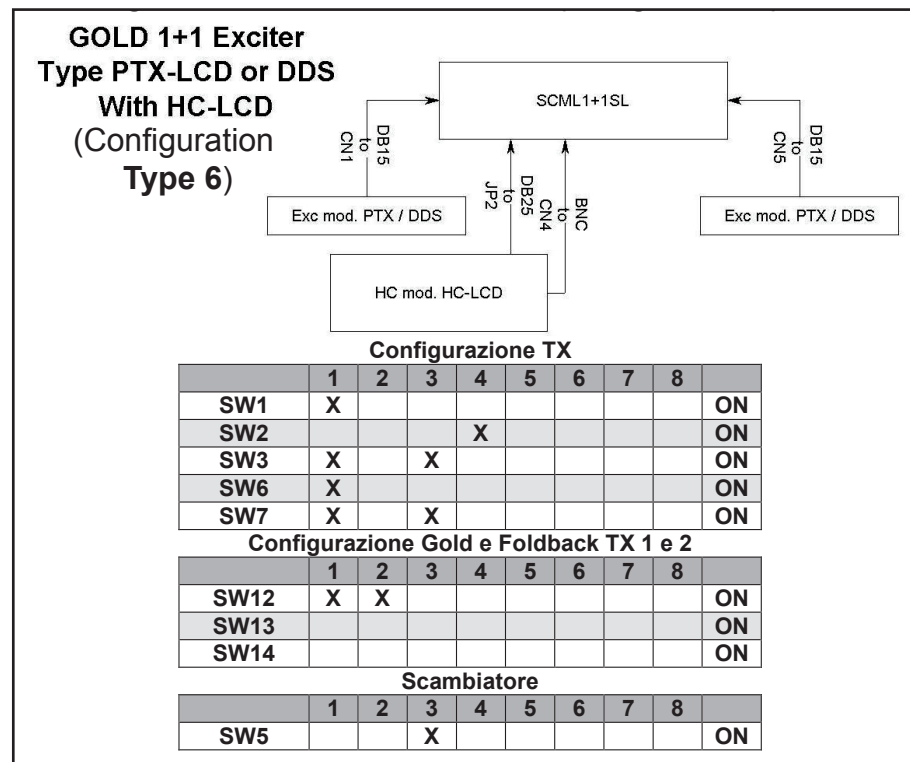 GOLD 1+1 Exciter
Type PTX-LCD or DDS
With HC-LCD
(Configuration
Type 6)
SCML1+1SL
DB15
to
CN1
DB15
to
CN5
DB25
to
JP2
BNC
to
CN4
Exc mod. PTX / DDS
Exc mod. PTX / DDS
HC mod. HC-LCD
Configurazione TX
1 2 3 4 5 6 7 8
SW1 X ON
SW2 X ON
SW3 X X ON
SW6 X ON
SW7 X X ON
Configurazione Gold e Foldback TX 1 e 2
1 2 3 4 5 6 7 8
SW12 X X ON
SW13 ON
SW14 ON
Scambiatore
1 2 3 4 5 6 7 8
SW5 X ON